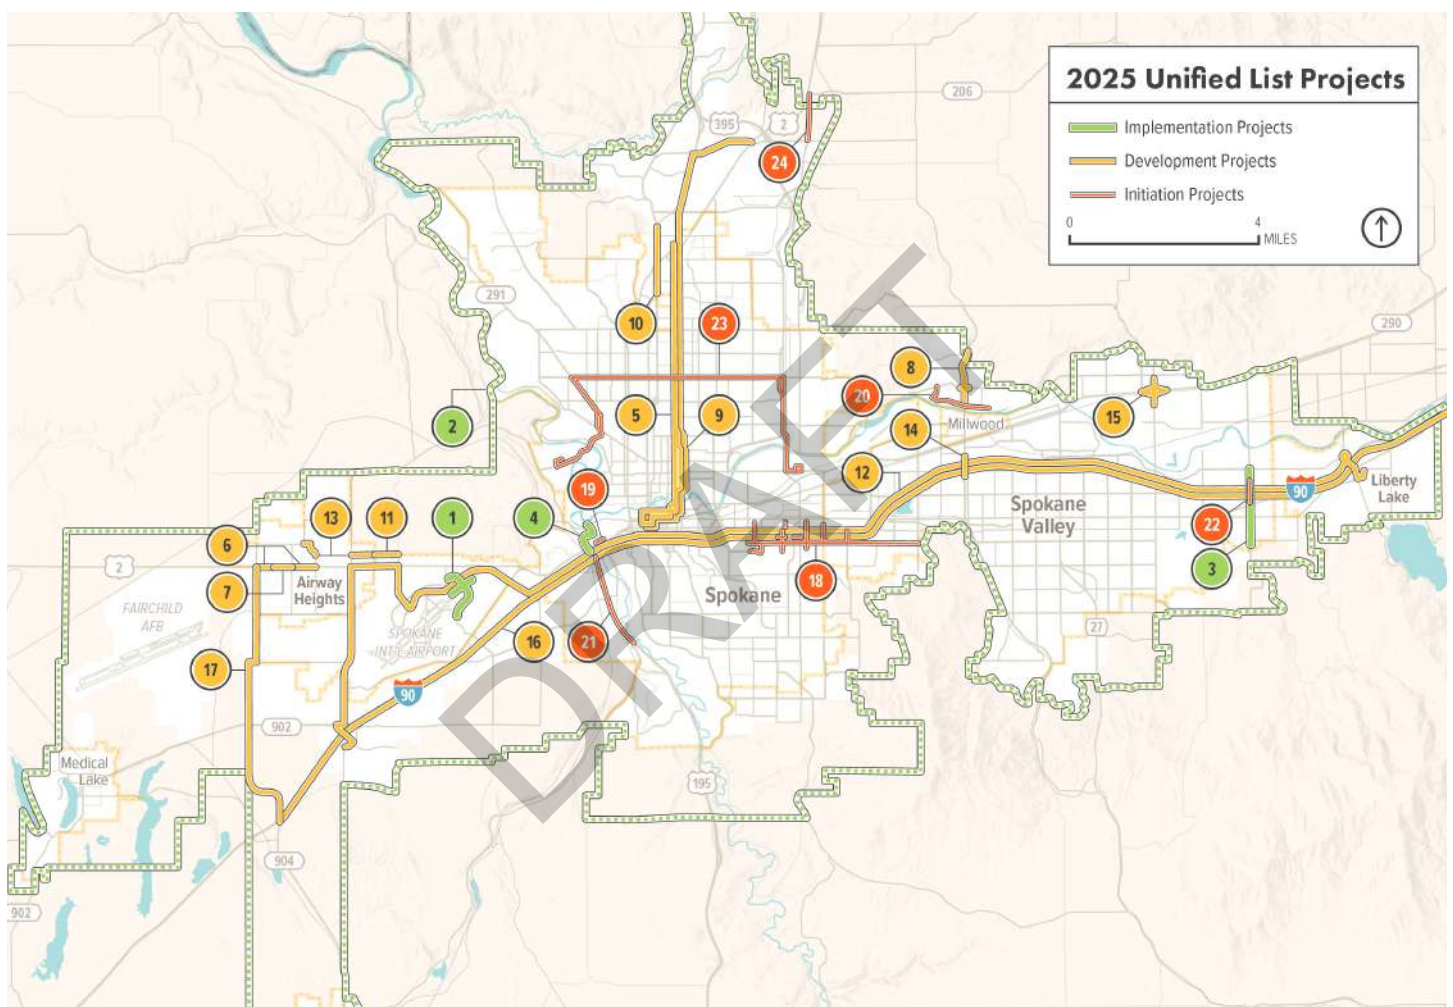 2025 Unified List Projects
Implementation Projects
Development Projects
Initiation Projects
0
4
MILES
206
395
2
24
291
290
10
23
8
20
Millwood
15
2
5
9
14
12
Spokane
Valley
90
Liberty
Lake
19
4
1
11
13
6
2
7
Airway
Heights
22
3
18
Spokane
FAIRCHILD
AFB
SPOKANE
INT'L AIRPORT
16
21
27
17
90
902
Medical
Lake
195
904
902
DRAFT